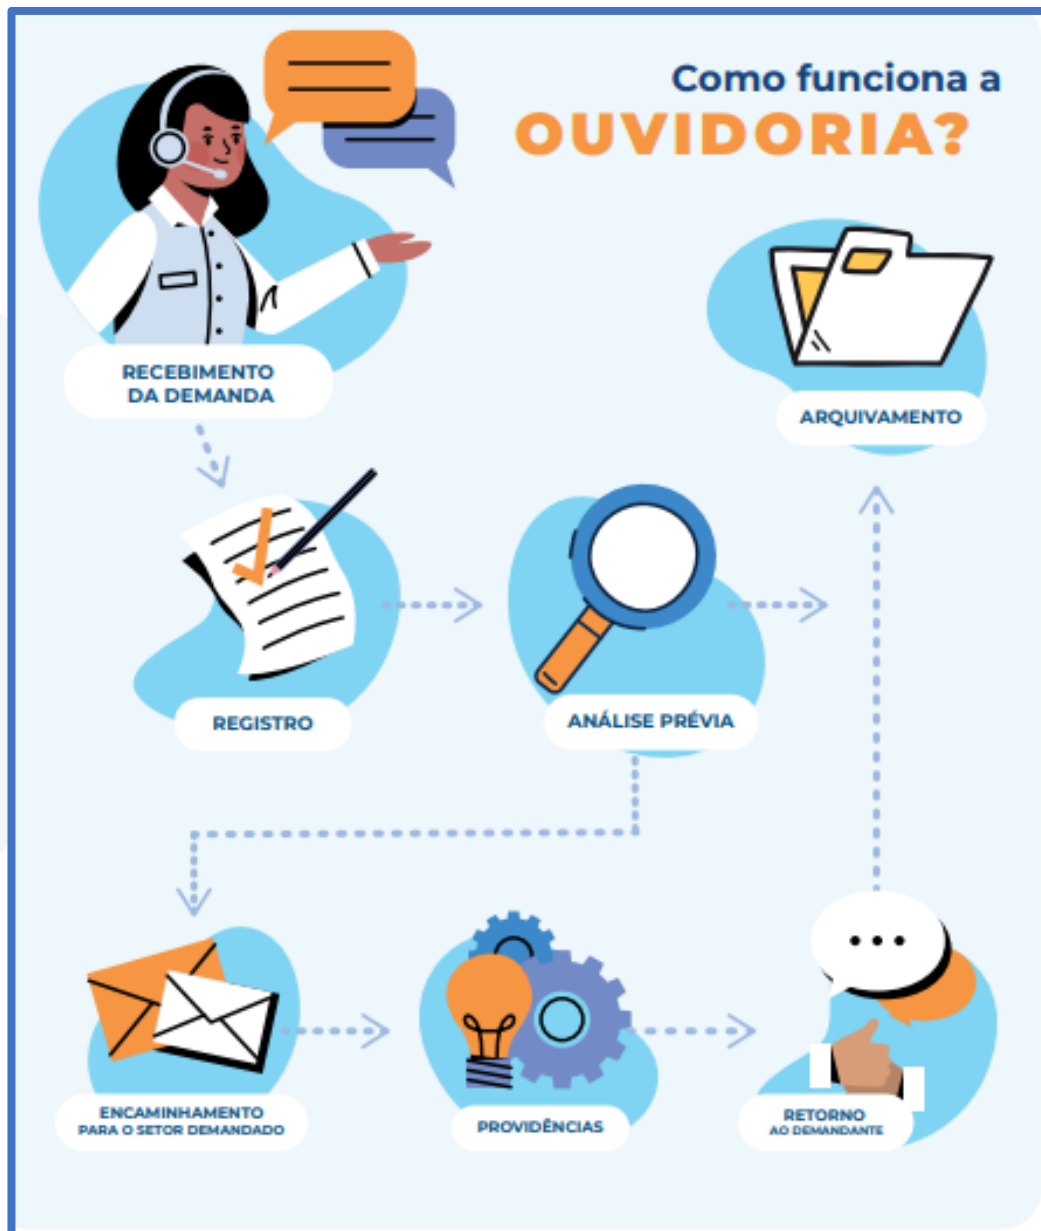 Como funciona a
OUVIDORIA?
RECEBIMENTO
DA DEMANDA
ARQUIVAMENTO
REGISTRO
ANÁLISE PRÉVIA
ENCAMINHAMENTO
PARA O SETOR DEMANDADO
PROVIDÊNCIAS
RETORNO
AO DEMANDANTE